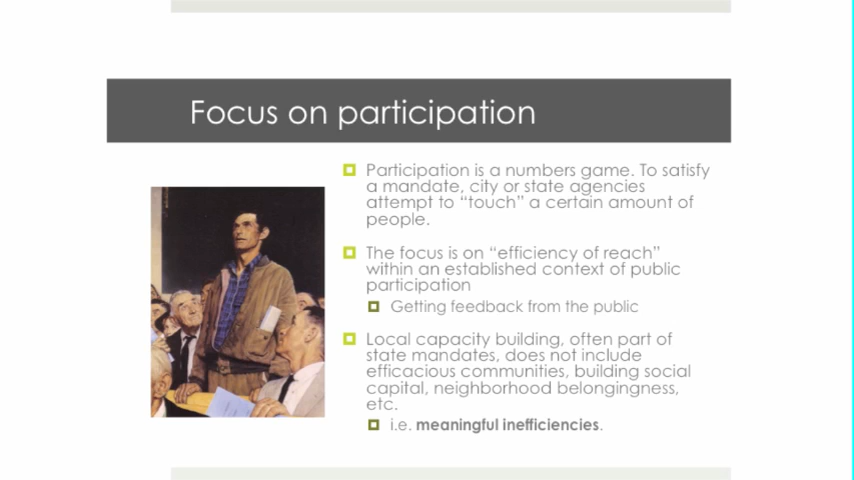 Focus on participation
Participation is a numbers game. To satisfy
a mandate, city or state agencies
attempt to “touch” a certain amount of
people.
The focus is on “efficiency of reach”
within an established context of public
participation
Getting feedback from the public
Local capacity building, often part of
state mandates, does not include
efficacious communities, building social
capital, neighborhood belongingness,
etc.
i.e. meaningful inefficiencies.